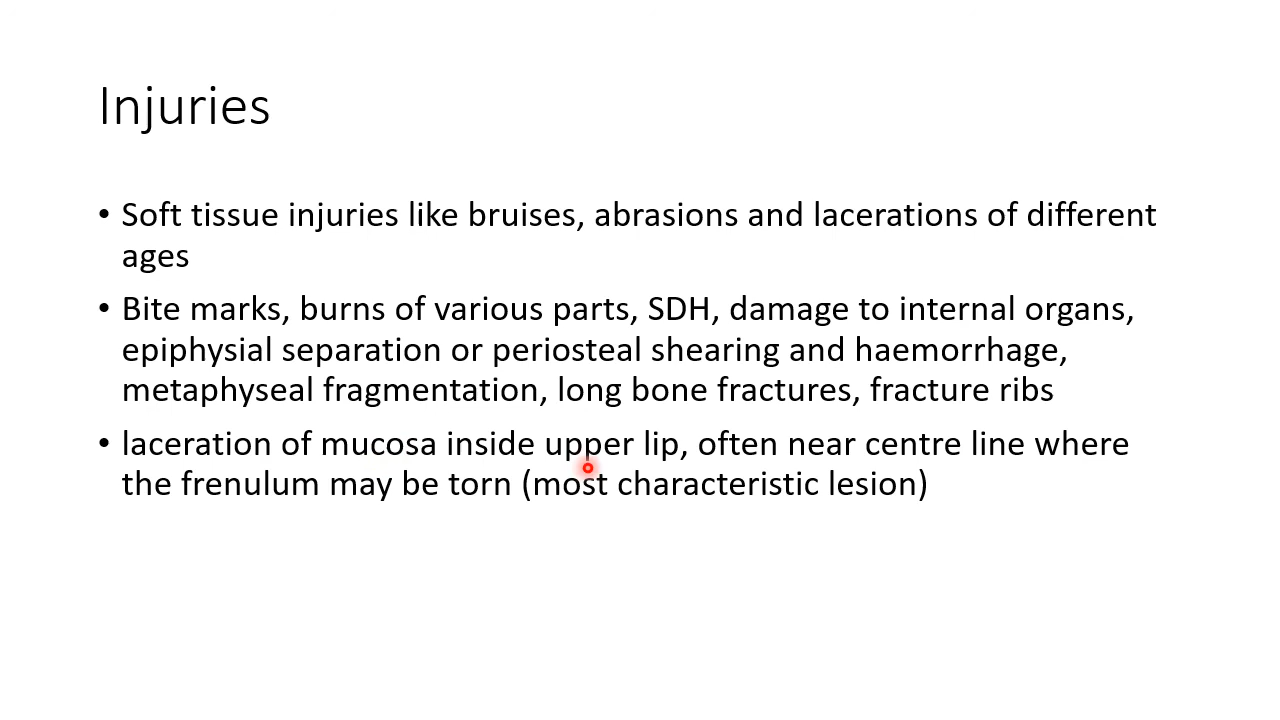 Injuries
• Soft tissue injuries like bruises, abrasions and lacerations of different
ages
• Bite marks, burns of various parts, SDH, damage to internal organs,
epiphysial separation or periosteal shearing and haemorrhage,
metaphyseal fragmentation, long bone fractures, fracture ribs
• laceration of mucosa inside upper lip, often near centre line where
the frenulum may be torn (most characteristic lesion)